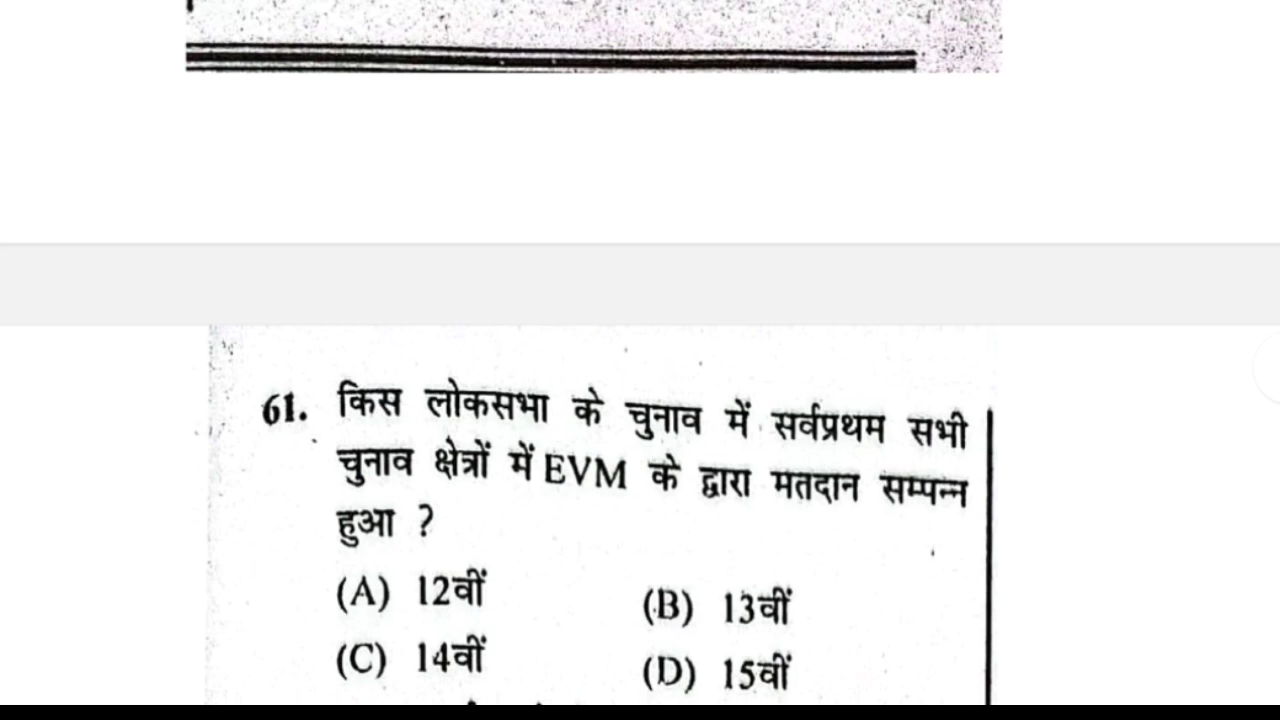 61. किस लोकसभा के चुनाव में सर्वप्रथम सभी
चुनाव क्षेत्रों में EVM के द्वारा मतदान सम्पन्न
हुआ ?
(A) 12वीं (B) 13वीं
(C) 14वीं (D) 15वीं